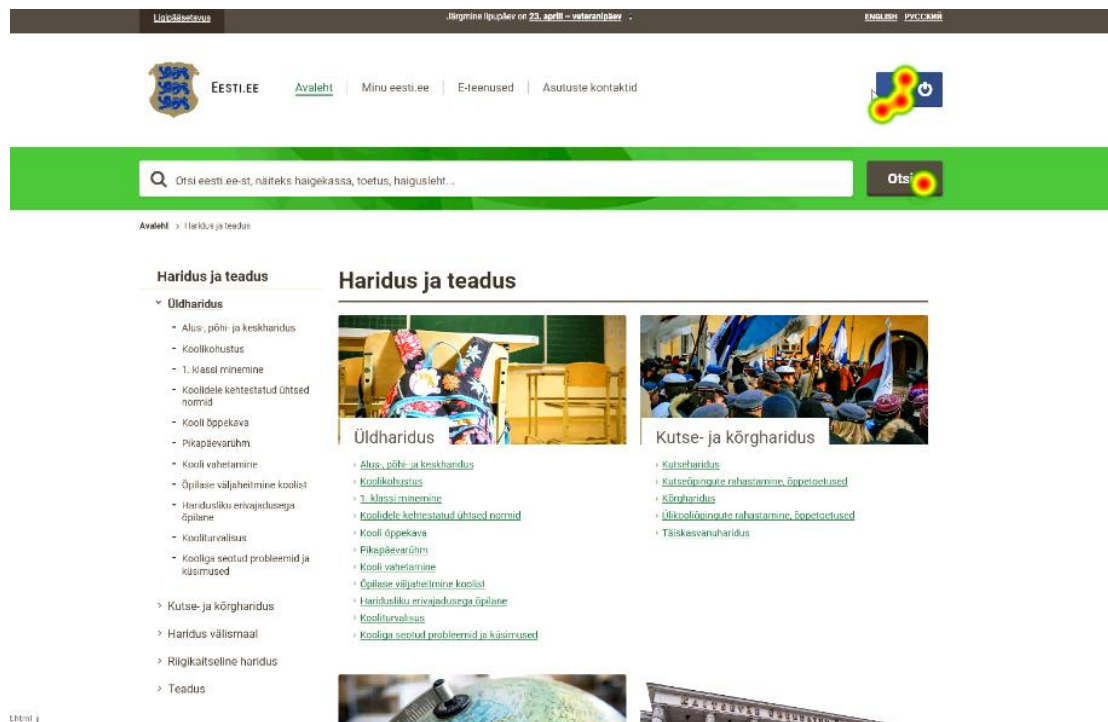 Ligipääsetavus
Järgmine lipupäev on 23. aprill – veteranipäev
ENGLISH РУССКИЙ
EESTI.EE
Avaleht
Minu eesti.ee
E-teenused
Asutuste kontaktid
Otsi eesti.ee-st, näiteks haigekassa, toetus, haigusleht...
Otsi
Avaleht > Haridus ja teadus
Haridus ja teadus
Üldharidus
Alus-, põhi- ja keskharidus
Koolikohustus
1. klassi minemine
Koolidele kehtestatud ühtsed
normid
Kooli õppekava
Pikapäevarühm
Kooli vahetamine
Õpilase väljaheitmine koolist
Haridusliku erivajadusega
õpilane
Kooliturvalisus
Kooliga seotud probleemid ja
küsimused
Kutse- ja kõrgharidus
Haridus välismaal
Riigikaitseline haridus
Teadus
Haridus ja teadus
Üldharidus
Alus-, põhi- ja keskharidus
Koolikohustus
1. klassi minemine
Koolidele kehtestatud ühtsed normid
Kooli õppekava
Pikapäevarühm
Kooli vahetamine
Õpilase väljaheitmine koolist
Haridusliku erivajadusega õpilane
Kooliturvalisus
Kooliga seotud probleemid ja küsimused
Kutse- ja kõrgharidus
Kutseharidus
Kutseõpingute rahastamine, õppetoetused
Kõrgharidus
Ülikooliõpingute rahastamine, õppetoetused
Täiskasvanuharidus